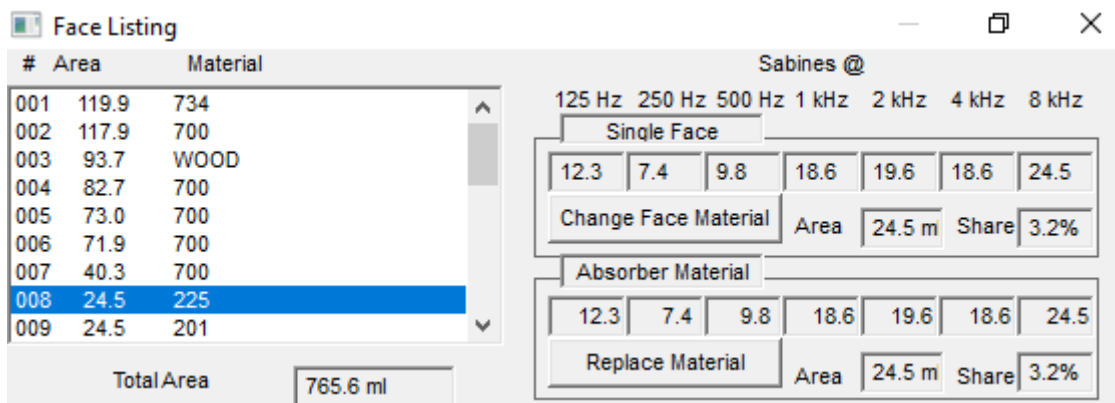 Face Listing
# Area Material
001 119.9 734
002 117.9 700
003 93.7 WOOD
004 82.7 700
005 73.0 700
006 71.9 700
007 40.3 700
008 24.5 225
009 24.5 201
Total Area 765.6 ml
Sabines @
125 Hz 250 Hz 500 Hz 1 kHz 2 kHz 4 kHz 8 kHz
Single Face
12.3 7.4 9.8 18.6 19.6 18.6 24.5
Change Face Material Area 24.5 m Share 3.2%
Absorber Material
12.3 7.4 9.8 18.6 19.6 18.6 24.5
Replace Material Area 24.5 m Share 3.2%